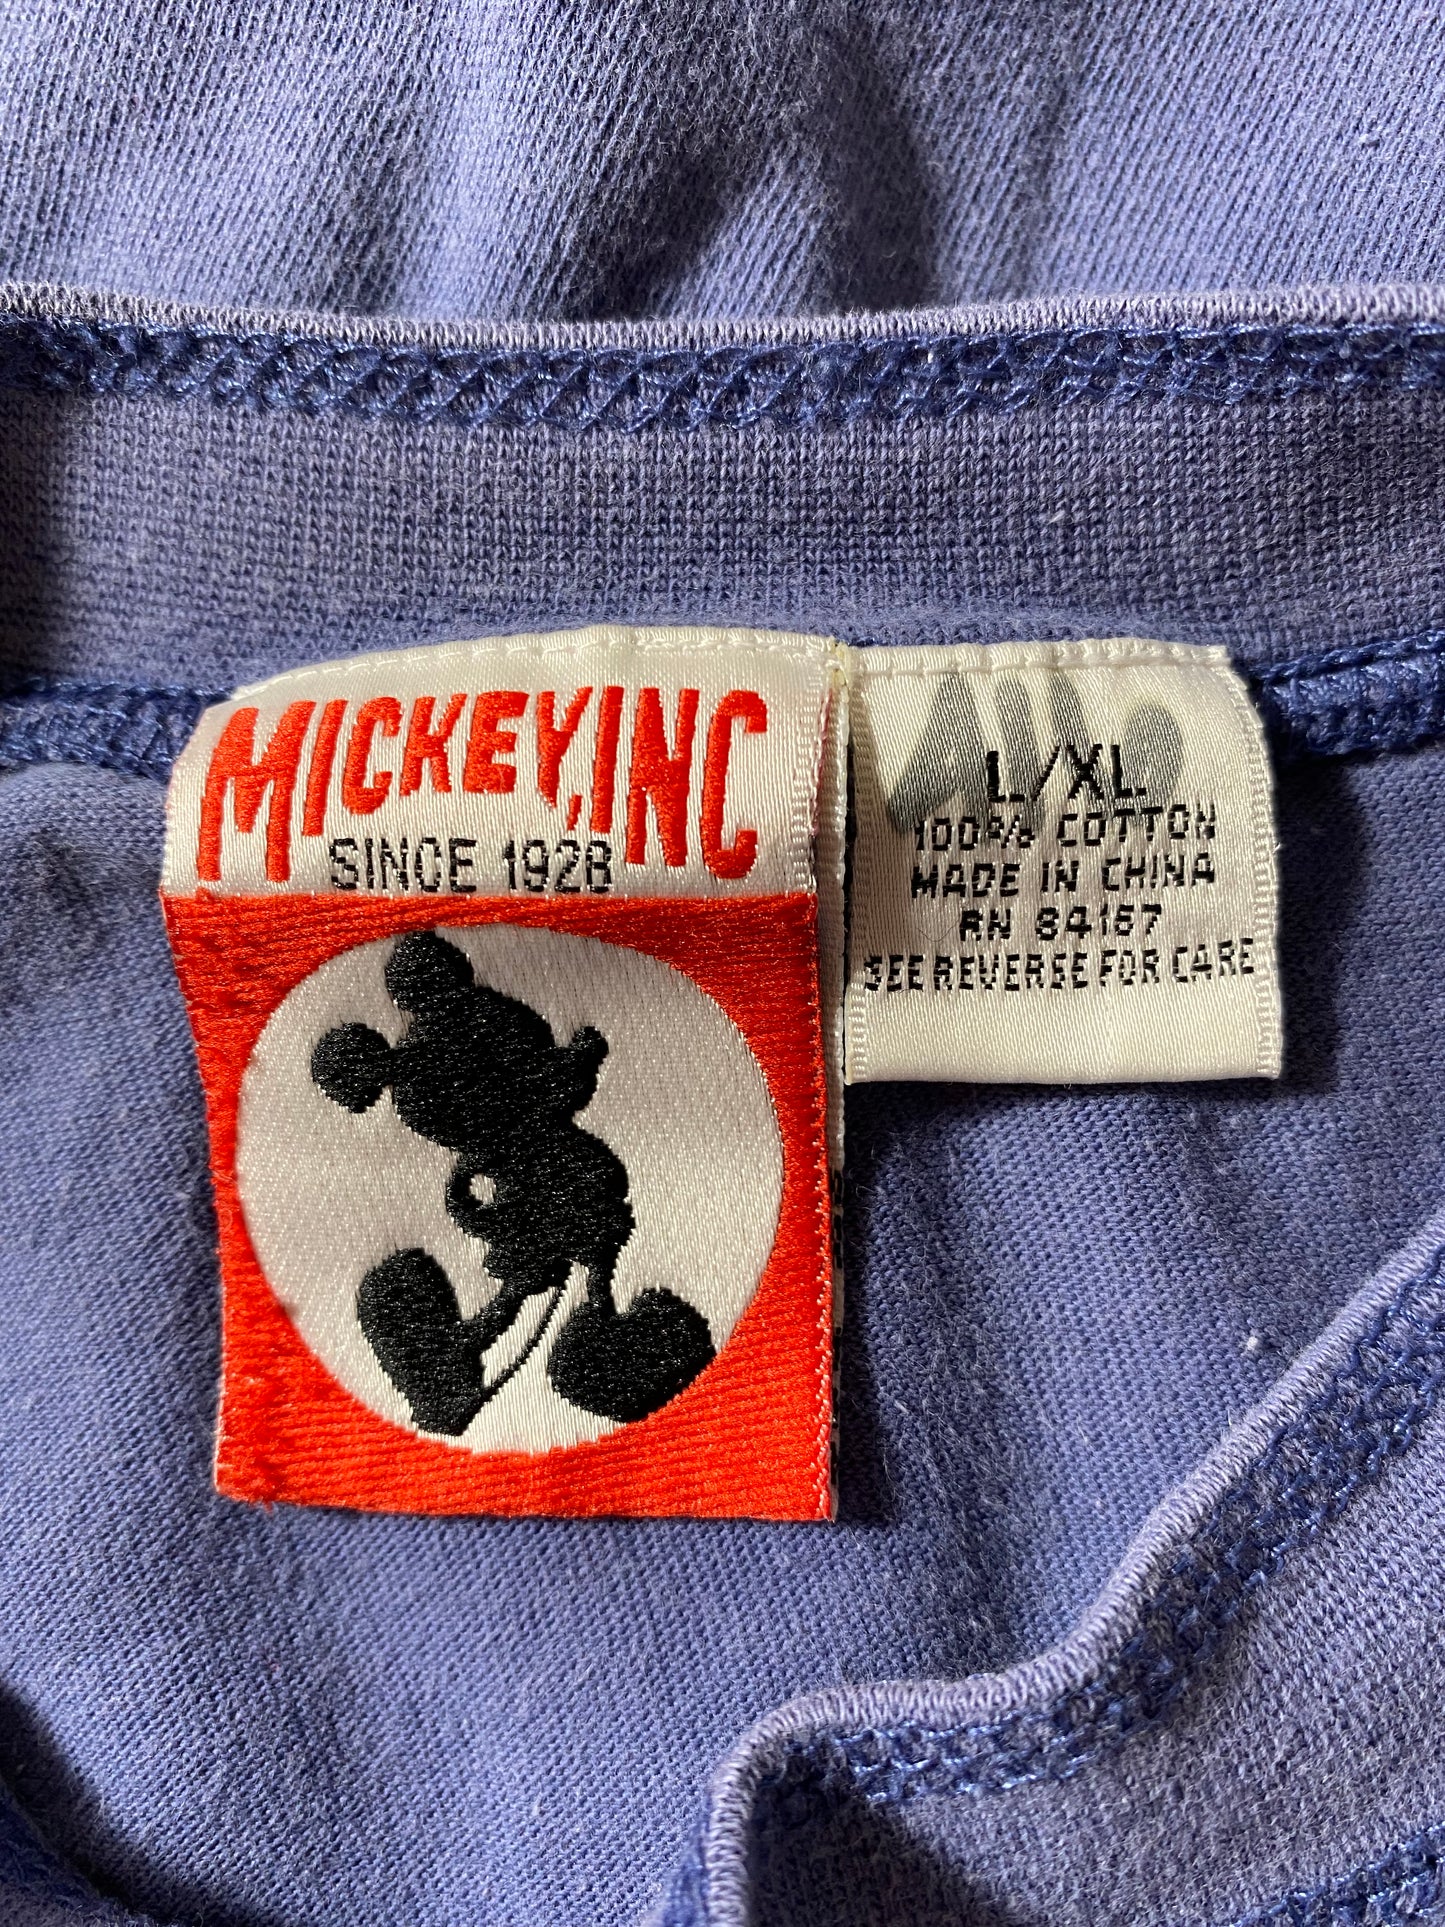 MICKEY, INC
SINCE 1928
L/XL
100% COTTON
MADE IN CHINA
RN 84167
SEE REVERSE FOR CARE